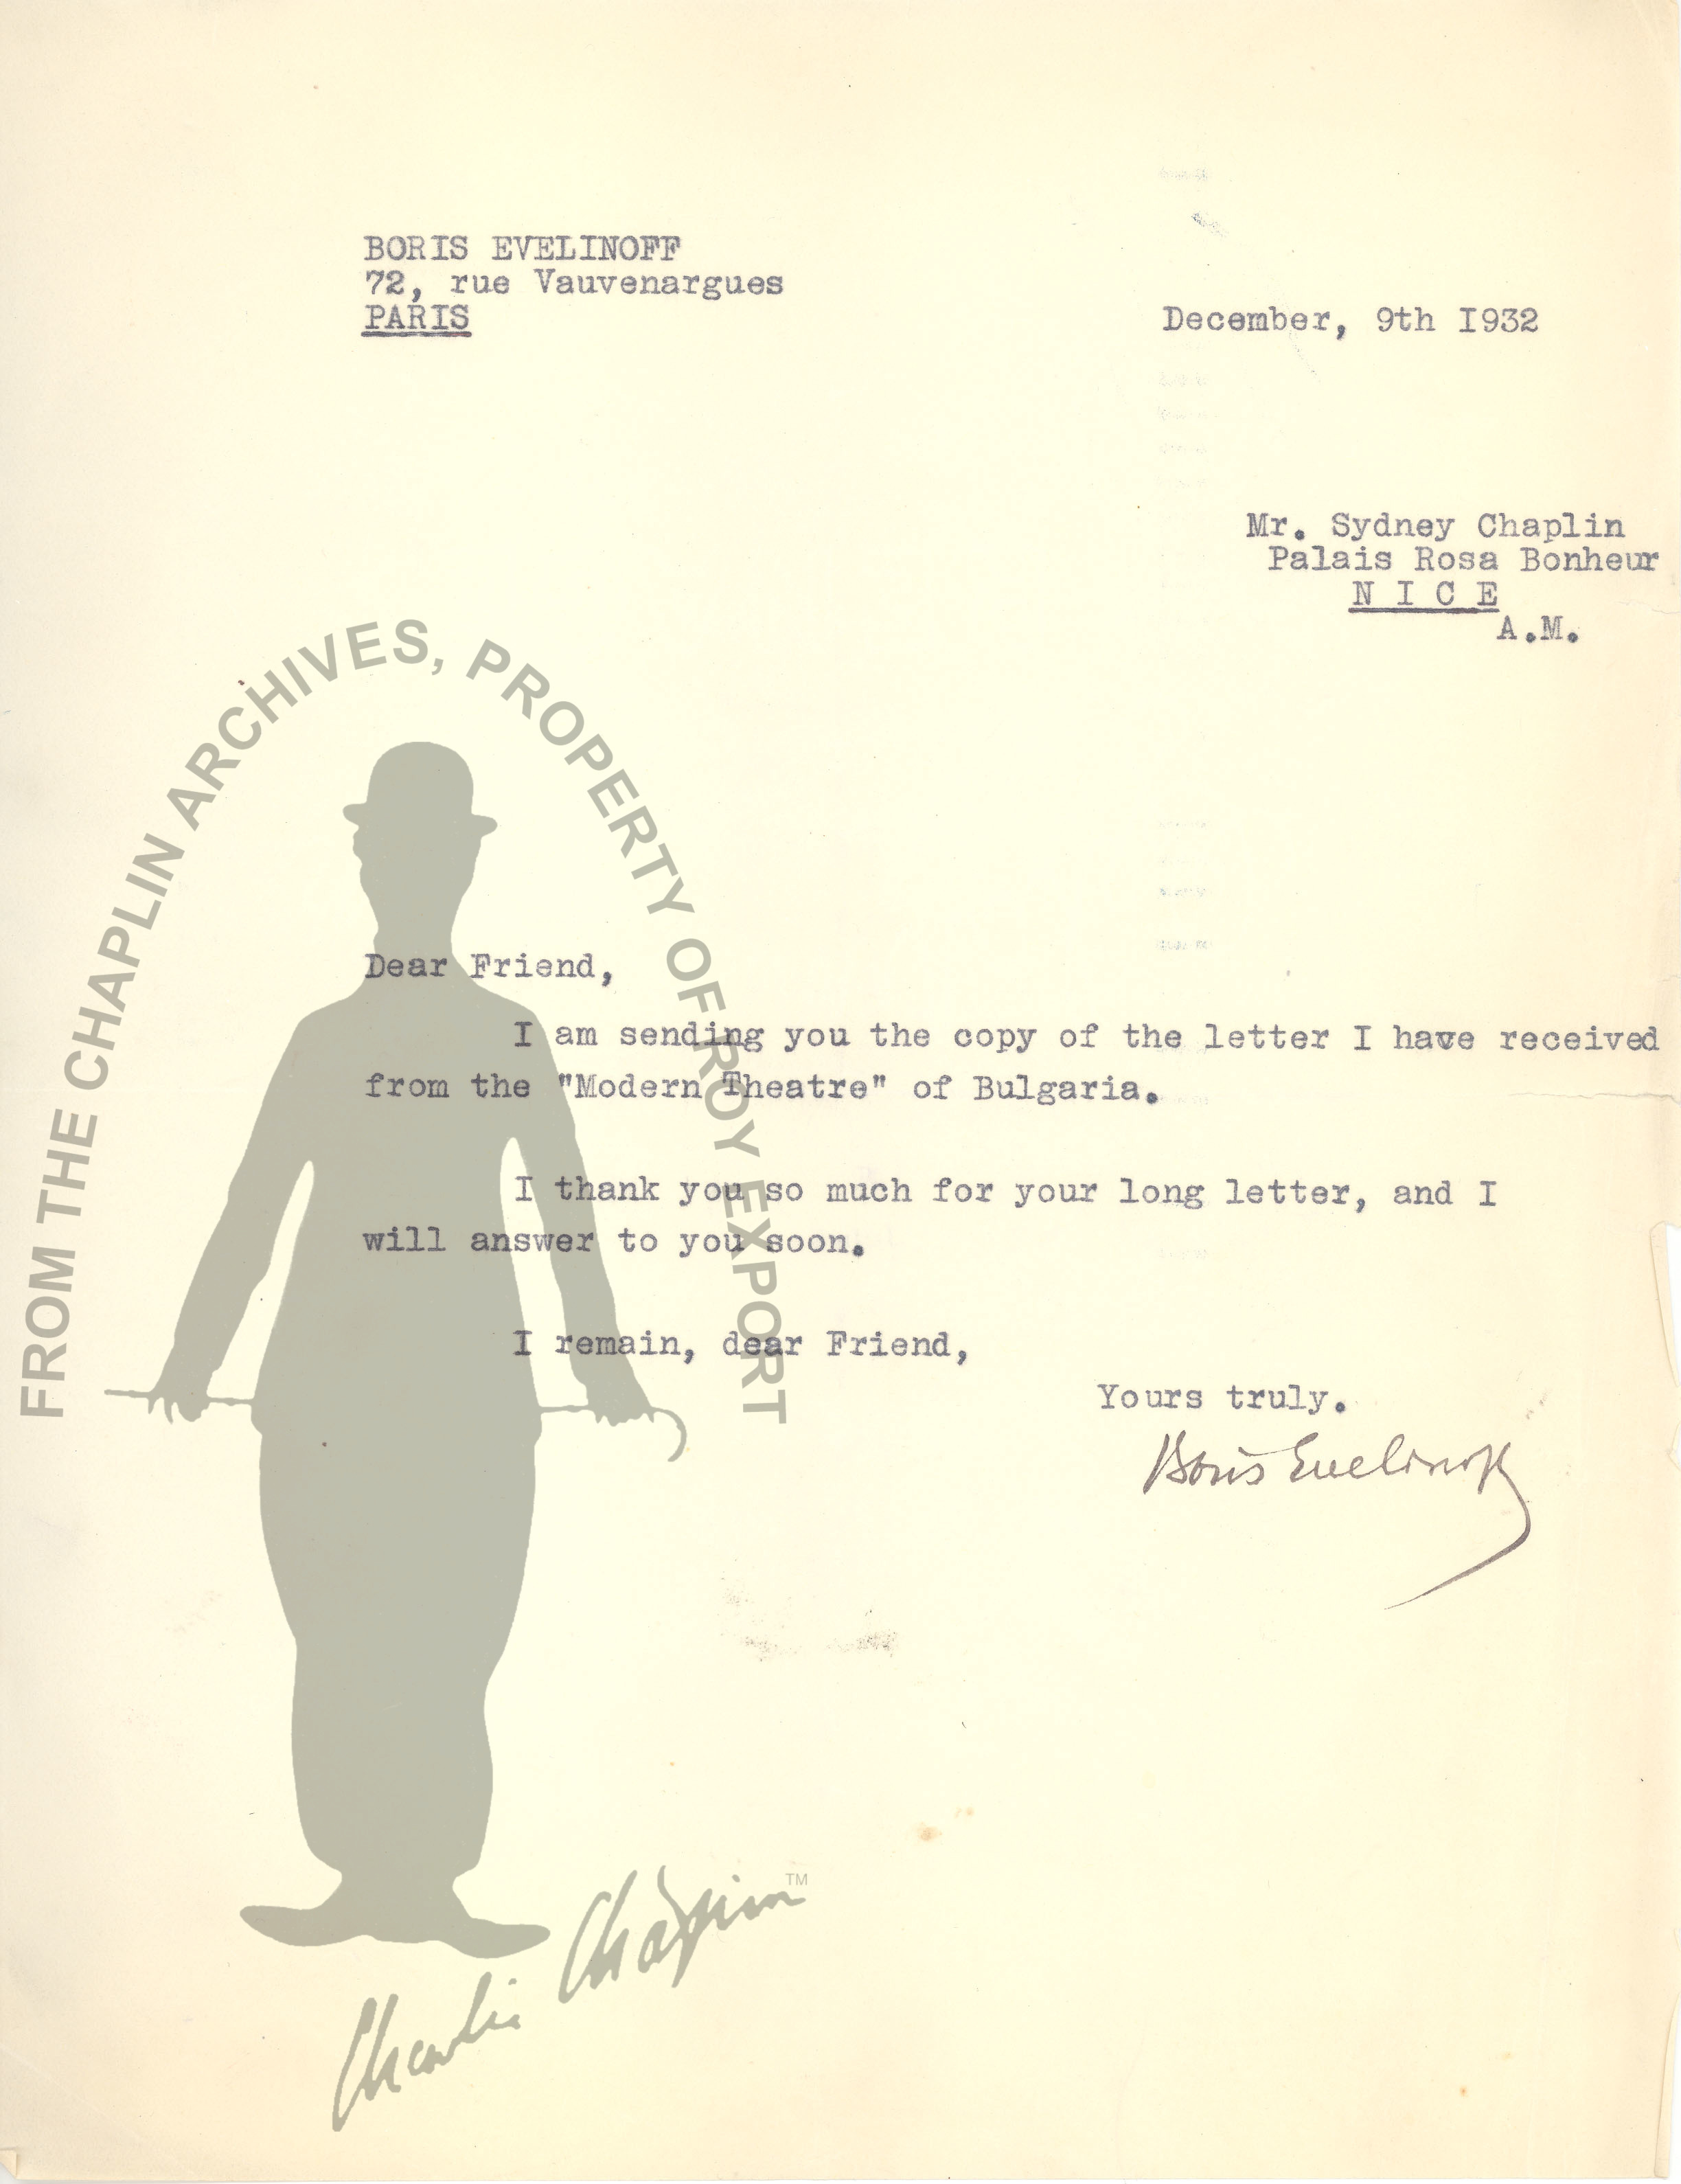 BORIS EVELINOFF
72, rue Vauvenargues
PARIS
December, 9th I932
Mr. Sydney Chaplin
Palais Rosa Bonheur
N I C E
A.M.
Dear Friend,
I am sending you the copy of the letter I have received
from the "Modern Theatre" of Bulgaria.
I thank you so much for your long letter, and I
will answer to you soon.
I remain, dear Friend,
Yours truly.
Boris Evelinoff
FROM THE CHAPLIN ARCHIVES, PROPERTY OF ROY EXPORT
Charlie Chaplin TM